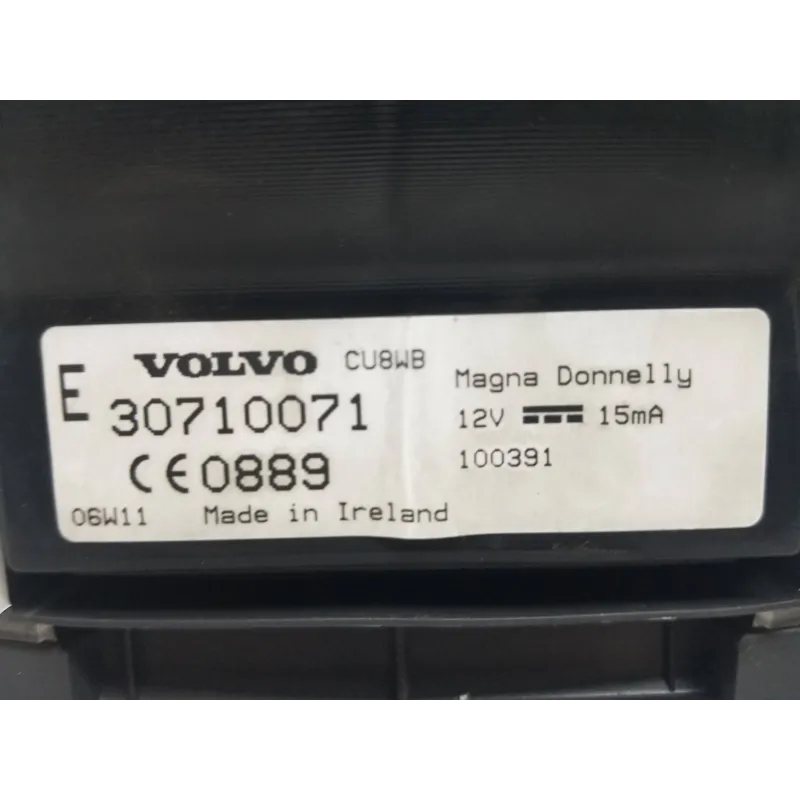 E VOLVO CU8WB
30710071
CE0889
06W11 Made in Ireland
Magna Donnelly
12V ⎓ 15mA
100391